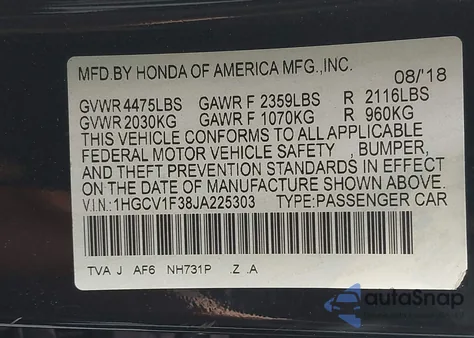 MFD.BY HONDA OF AMERICA MFG.,INC.
08/'18
GVWR 4475LBS GAWR F 2359LBS R 2116LBS
GVWR 2030KG GAWR F 1070KG R 960KG
THIS VEHICLE CONFORMS TO ALL APPLICABLE
FEDERAL MOTOR VEHICLE SAFETY , BUMPER,
AND THEFT PREVENTION STANDARDS IN EFFECT
ON THE DATE OF MANUFACTURE SHOWN ABOVE.
V.I.N:1HGCV1F38JA225303 TYPE:PASSENGER CAR
TVA J AF6 NH731P .Z .A
autoSnap